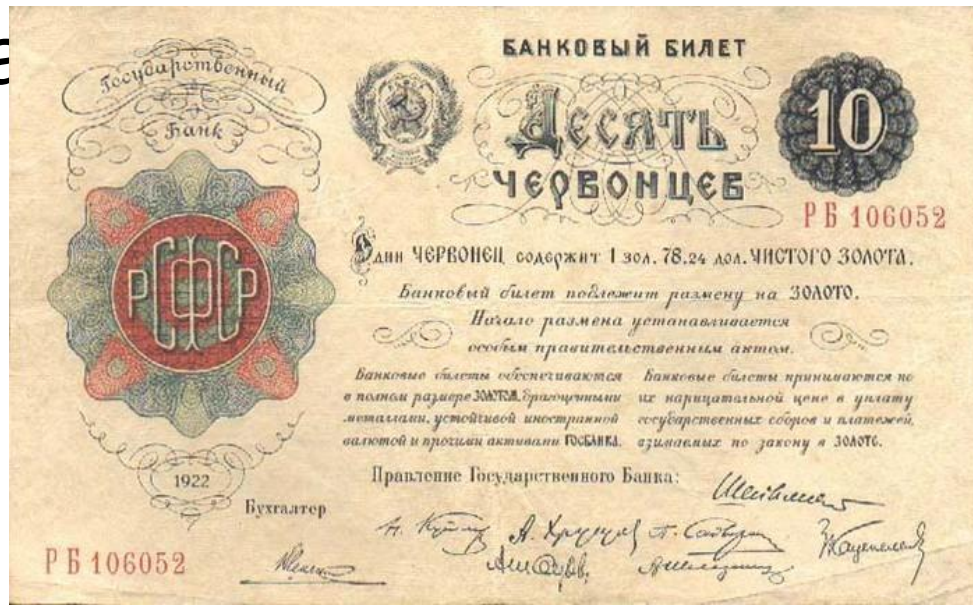 Государственный
Банк
РСФСР
1922
БАНКОВЫЙ БИЛЕТ
ДЕСЯТЬ
ЧЕРВОНЦЕВ
10
РБ 106052
Один ЧЕРВОНЕЦ содержит 1 зол. 78.24 дол. ЧИСТОГО ЗОЛОТА.
Банковый билет подлежит размену на ЗОЛОТО.
Начало размена устанавливается
особым правительственным актом.
Банковые билеты обеспечиваются
в полном размере ЗОЛОТОМ, драгоценными
металлами, устойчивой иностранной
валютой и прочими активами ГОСБАНКА.
Банковые билеты принимаются по
их нарицательной цене в уплату
государственных сборов и платежей,
взимаемых по закону в ЗОЛОТЕ.
Правление Государственного Банка:
Бухгалтер
РБ 106052